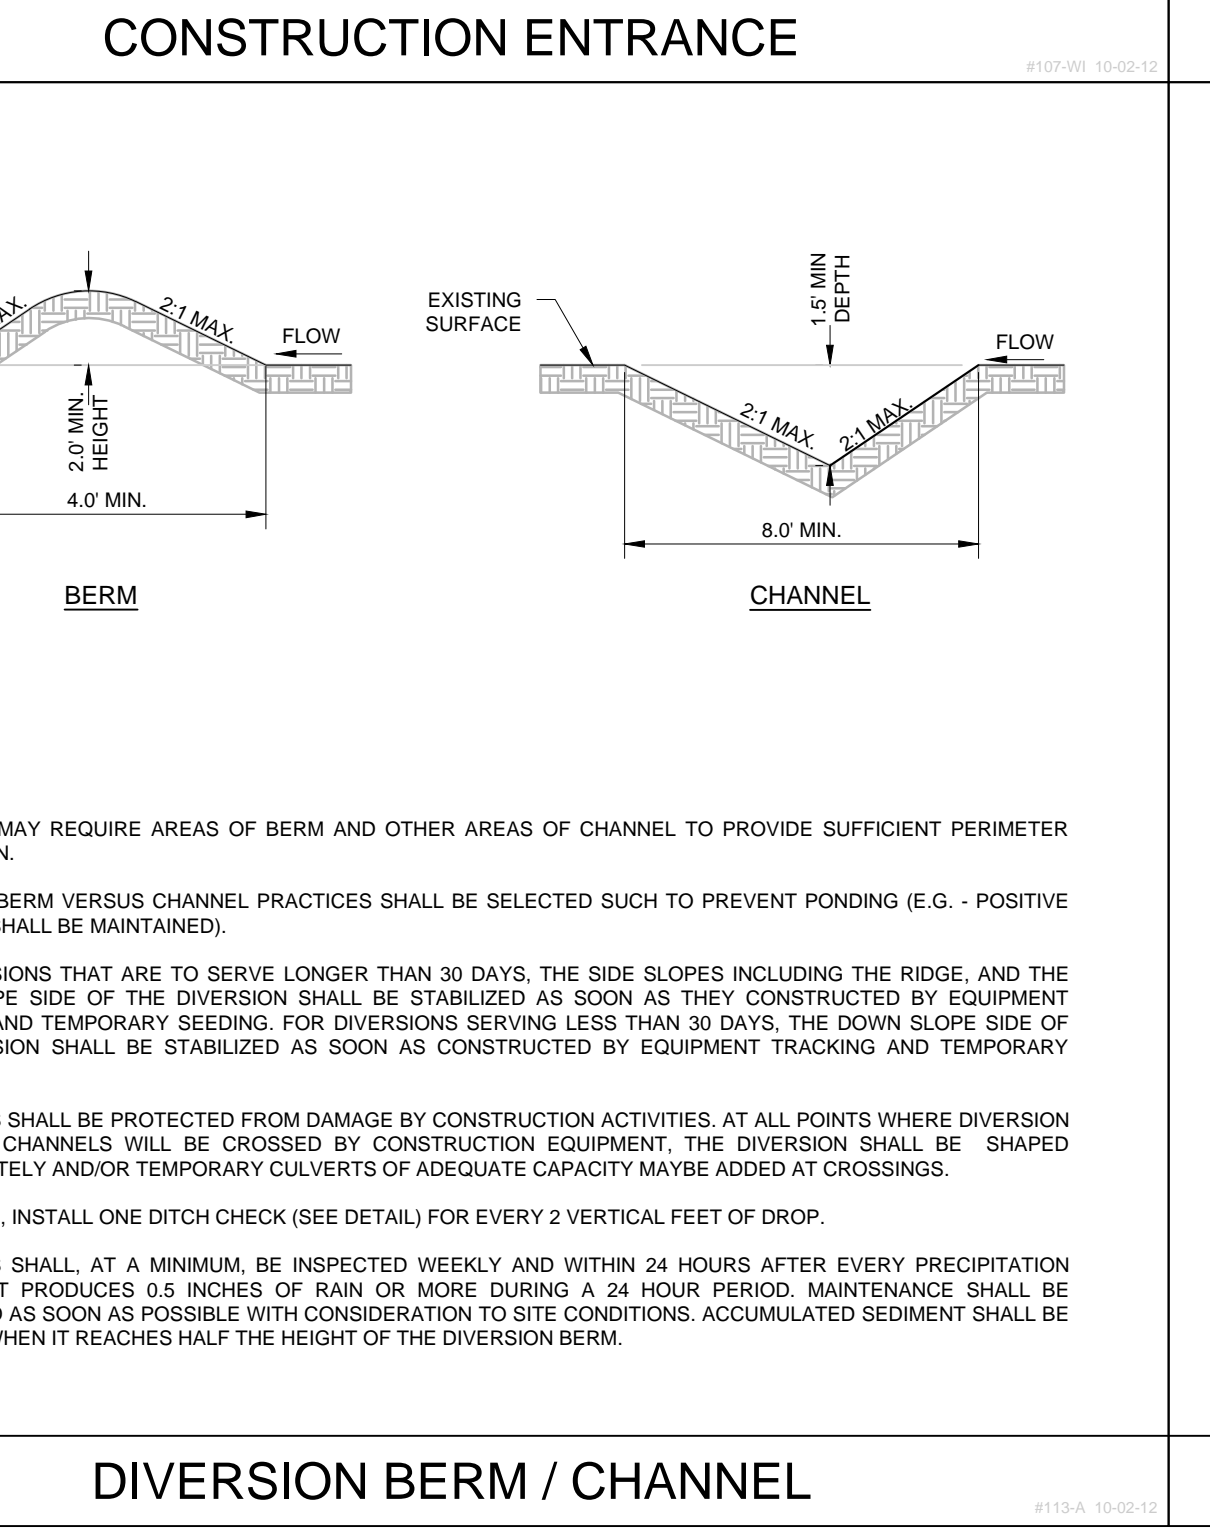 CONSTRUCTION ENTRANCE
#107-WI 10-02-12
2:1 MAX.
FLOW
2.0' MIN.
HEIGHT
4.0' MIN.
BERM
EXISTING
SURFACE
1.5' MIN
DEPTH
FLOW
2:1 MAX.
2:1 MAX.
8.0' MIN.
CHANNEL
MAY REQUIRE AREAS OF BERM AND OTHER AREAS OF CHANNEL TO PROVIDE SUFFICIENT PERIMETER
N.
BERM VERSUS CHANNEL PRACTICES SHALL BE SELECTED SUCH TO PREVENT PONDING (E.G. - POSITIVE
SHALL BE MAINTAINED).
SIONS THAT ARE TO SERVE LONGER THAN 30 DAYS, THE SIDE SLOPES INCLUDING THE RIDGE, AND THE
PE SIDE OF THE DIVERSION SHALL BE STABILIZED AS SOON AS THEY CONSTRUCTED BY EQUIPMENT
AND TEMPORARY SEEDING. FOR DIVERSIONS SERVING LESS THAN 30 DAYS, THE DOWN SLOPE SIDE OF
SION SHALL BE STABILIZED AS SOON AS CONSTRUCTED BY EQUIPMENT TRACKING AND TEMPORARY
S SHALL BE PROTECTED FROM DAMAGE BY CONSTRUCTION ACTIVITIES. AT ALL POINTS WHERE DIVERSION
CHANNELS WILL BE CROSSED BY CONSTRUCTION EQUIPMENT, THE DIVERSION SHALL BE SHAPED
TELY AND/OR TEMPORARY CULVERTS OF ADEQUATE CAPACITY MAYBE ADDED AT CROSSINGS.
, INSTALL ONE DITCH CHECK (SEE DETAIL) FOR EVERY 2 VERTICAL FEET OF DROP.
S SHALL, AT A MINIMUM, BE INSPECTED WEEKLY AND WITHIN 24 HOURS AFTER EVERY PRECIPITATION
T PRODUCES 0.5 INCHES OF RAIN OR MORE DURING A 24 HOUR PERIOD. MAINTENANCE SHALL BE
D AS SOON AS POSSIBLE WITH CONSIDERATION TO SITE CONDITIONS. ACCUMULATED SEDIMENT SHALL BE
WHEN IT REACHES HALF THE HEIGHT OF THE DIVERSION BERM.
DIVERSION BERM / CHANNEL
#113-A 10-02-12